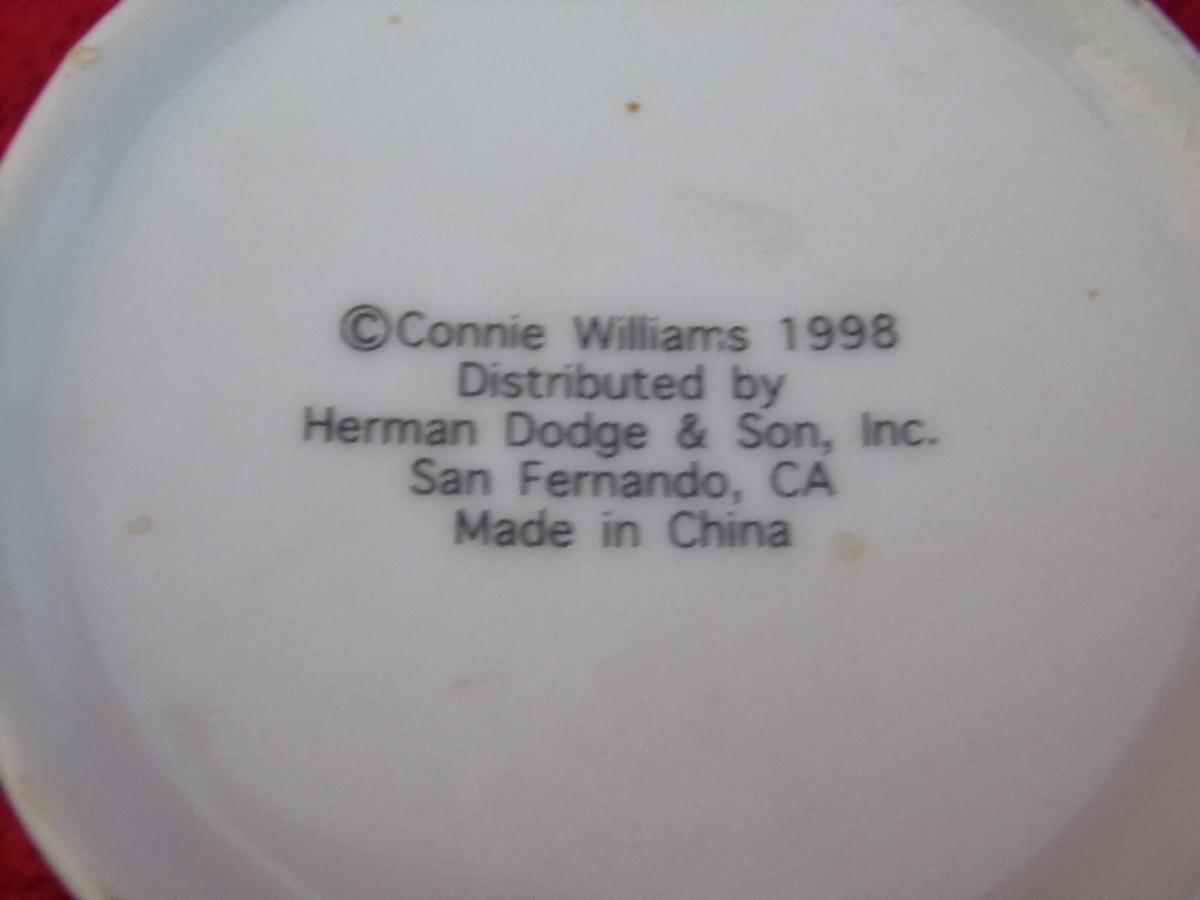 ©Connie Williams 1998
Distributed by
Herman Dodge & Son, Inc.
San Fernando, CA
Made in China